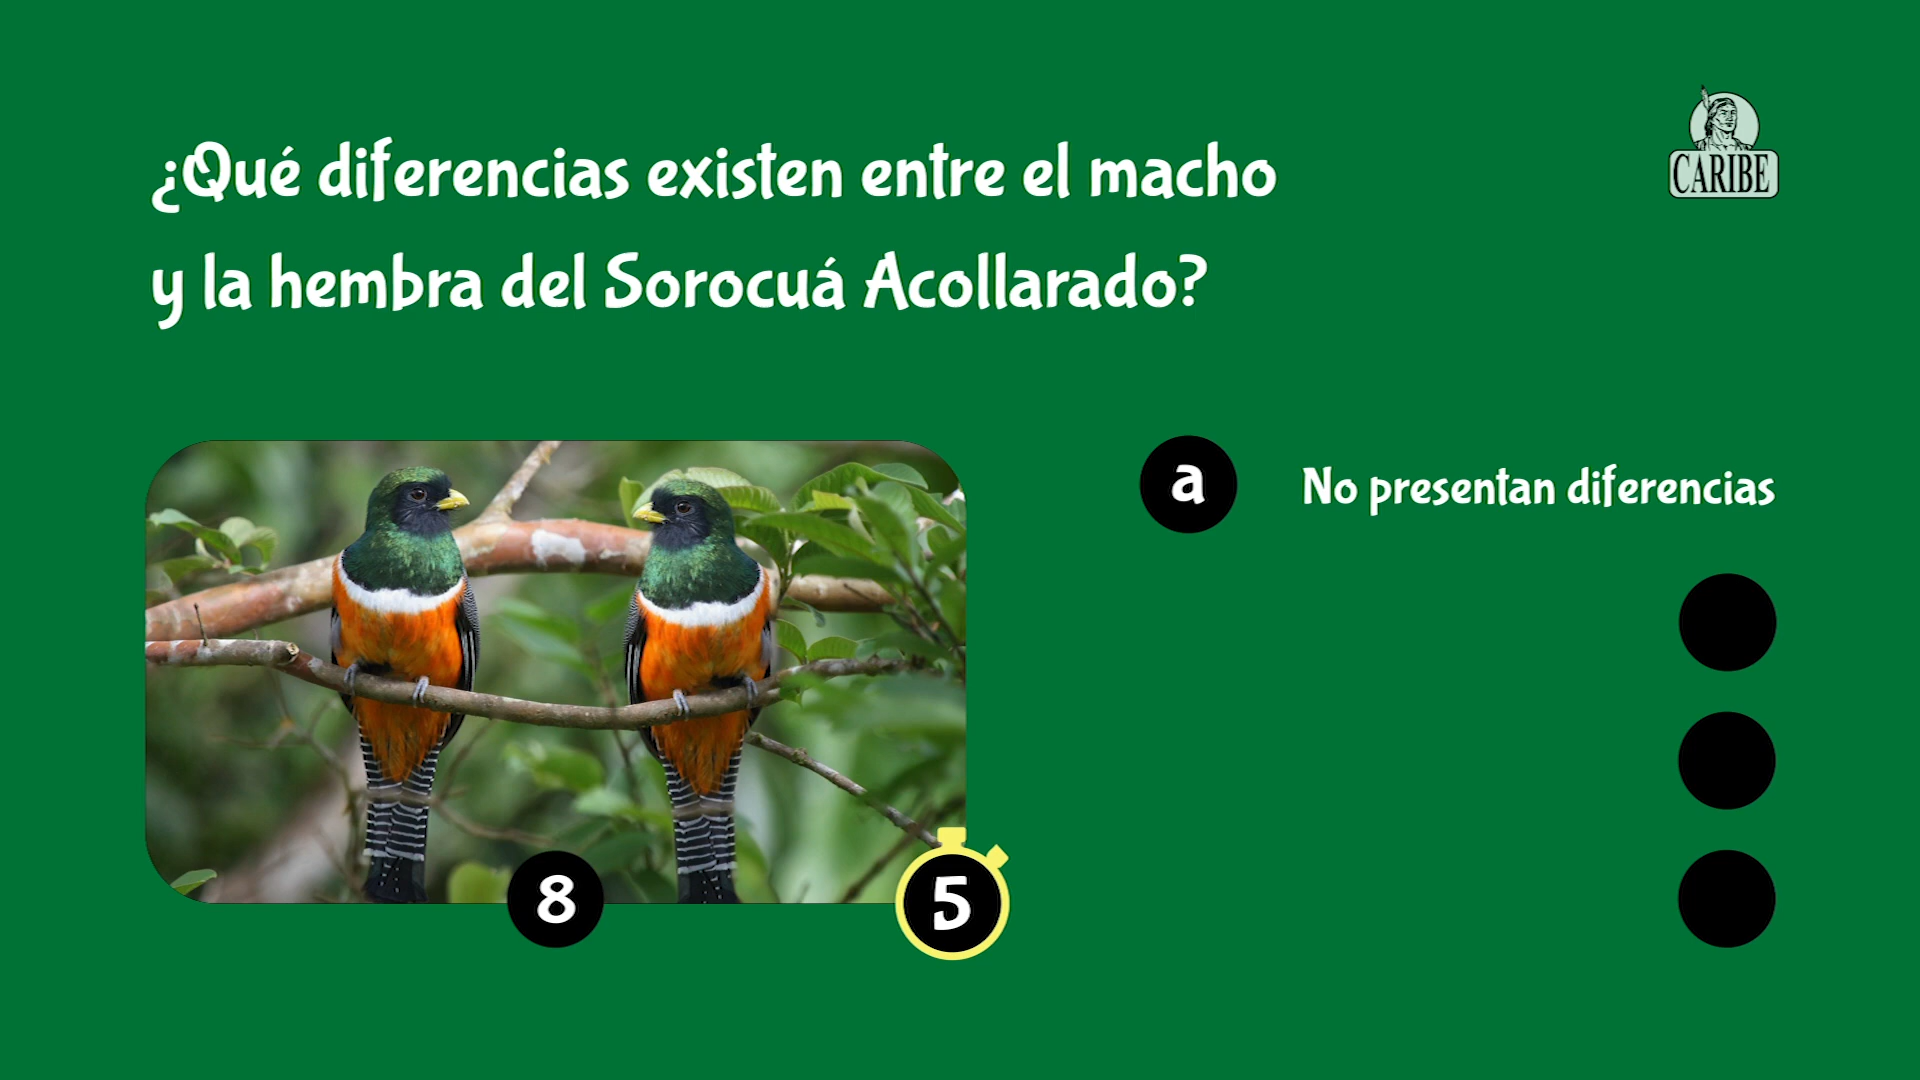 ¿Qué diferencias existen entre el macho
y la hembra del Sorocuá Acollarado?
CARIBE
a No presentan diferencias
8
5